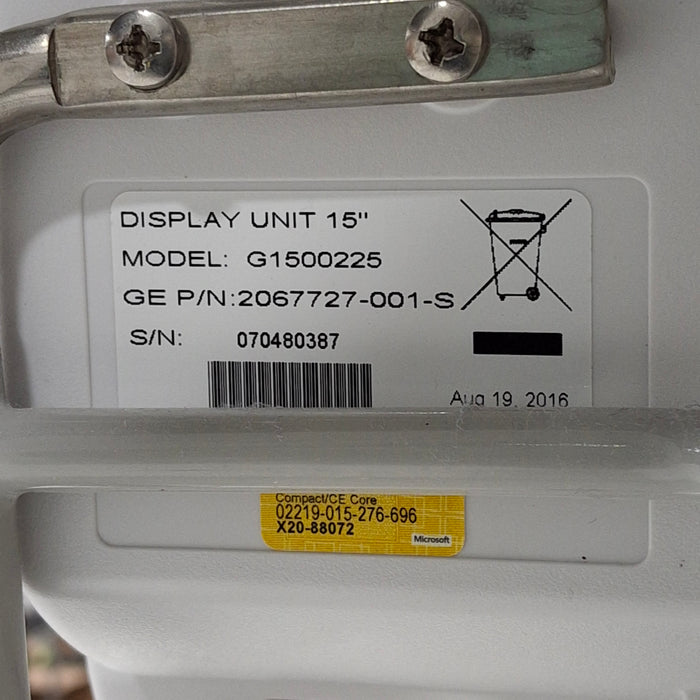 DISPLAY UNIT 15"
MODEL: G1500225
GE P/N:2067727-001-S
S/N: 070480387
Aug 19, 2016
Compact/CE Core
02219-015-276-696
X20-88072
Microsoft